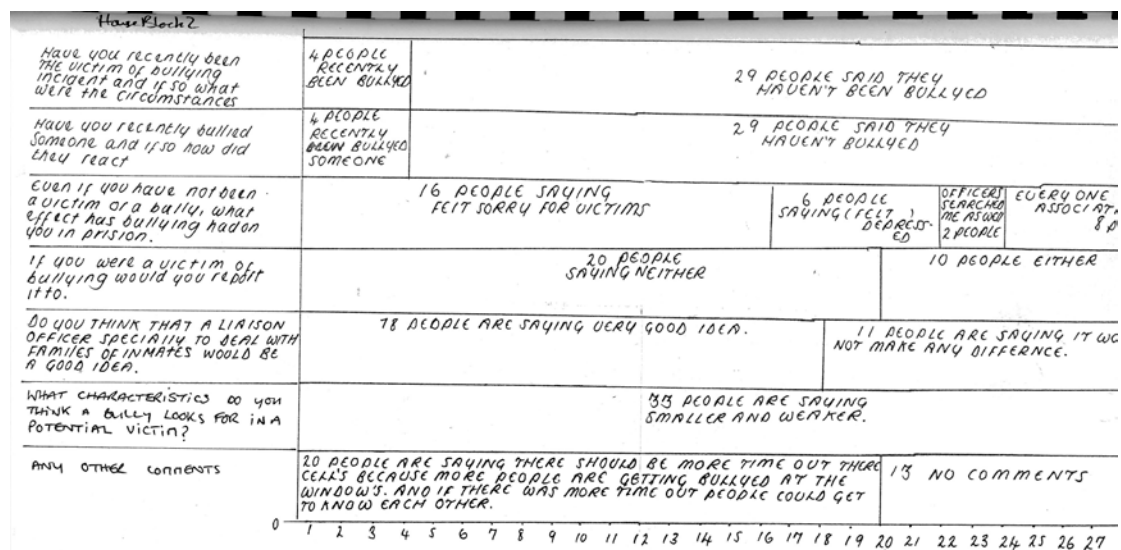 House Block 2
Have you recently been
the victim of bullying
incident and if so what
were the circumstances
4 PEOPLE
RECENTLY
BEEN BULLYED
29 PEOPLE SAID THEY
HAVEN'T BEEN BULLYED
Have you recently bullied
Someone and if so how did
they react
4 PEOPLE
RECENTLY
BULLYED
SOMEONE
29 PEOPLE SAID THEY
HAVEN'T BULLYED
Even if you have not been
a victim or a bully, what
effect has bullying had on
you in prision.
16 PEOPLE SAYING
FELT SORRY FOR VICTIMS
6 PEOPLE
SAYING (FELT )
DEPRESS-
ED
OFFICERS
SEARCHED
ME AS WELL
2 PEOPLE
EVERYONE
ASSOCIAT
8 P
If you were a victim of
bullying would you report
it to.
20 PEOPLE
SAYING NEITHER
10 PEOPLE EITHER
DO YOU THINK THAT A LIAISON
OFFICER SPECIALLY TO DEAL WITH
FAMILES OF INMATES WOULD BE
A GOOD IDEA.
18 PEOPLE ARE SAYING VERY GOOD IDEA.
11 PEOPLE ARE SAYING IT WO
NOT MAKE ANY DIFFERNCE.
WHAT CHARACTERISTICS DO YOU
THINK A BULLY LOOKS FOR IN A
POTENTIAL VICTIM?
33 PEOPLE ARE SAYING
SMALLER AND WEAKER.
ANY OTHER COMMENTS
20 PEOPLE ARE SAYING THERE SHOULD BE MORE TIME OUT THERE
CELL'S BECAUSE MORE PEOPLE ARE GETTING BULLYED AT THE
WINDOW'S. AND IF THERE WAS MORE TIME OUT PEOPLE COULD GET
TO KNOW EACH OTHER.
13 NO COMMENTS
0 1 2 3 4 5 6 7 8 9 10 11 12 13 14 15 16 17 18 19 20 21 22 23 24 25 26 27